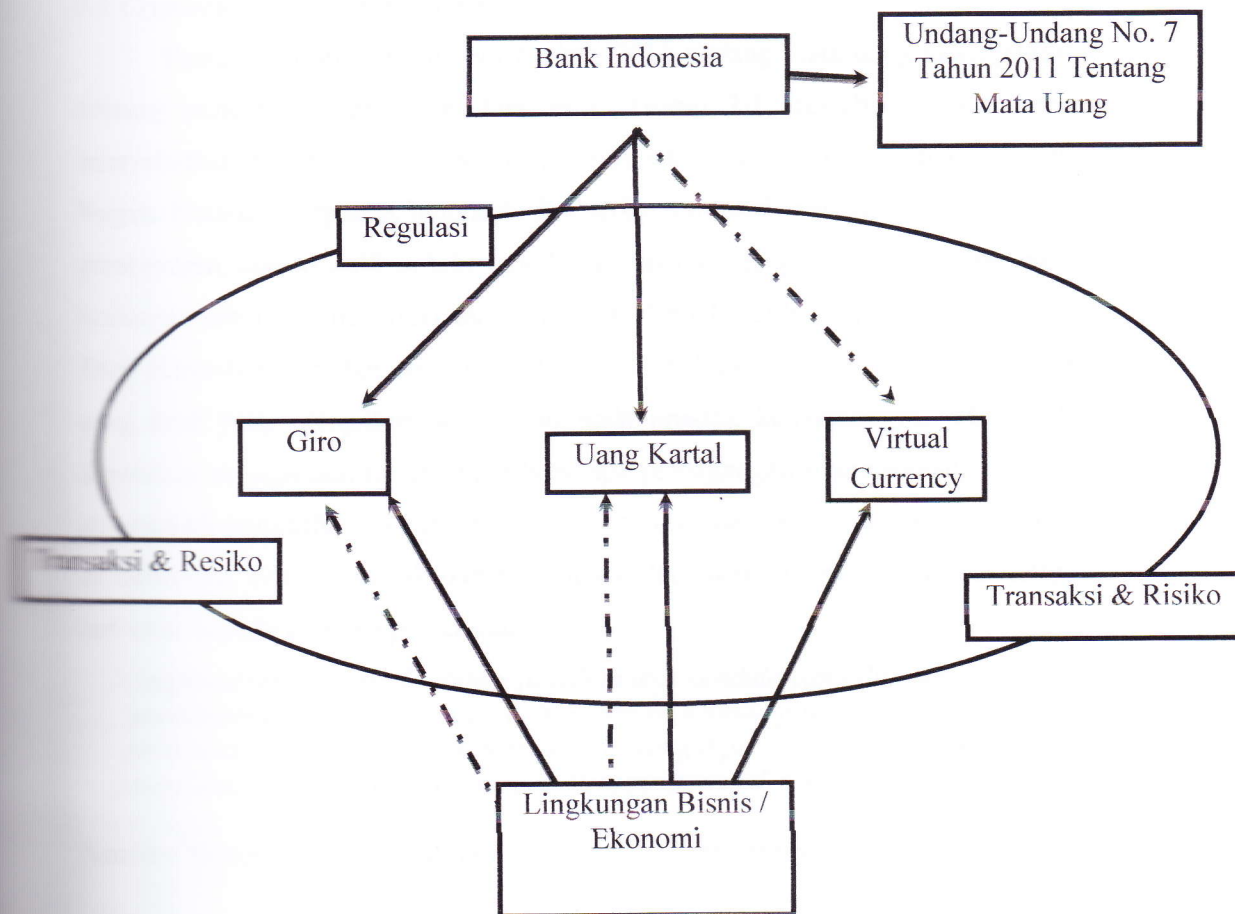 Bank Indonesia
Undang-Undang No. 7
Tahun 2011 Tentang
Mata Uang
Regulasi
Giro
Uang Kartal
Virtual
Currency
Transaksi & Resiko
Transaksi & Risiko
Lingkungan Bisnis /
Ekonomi